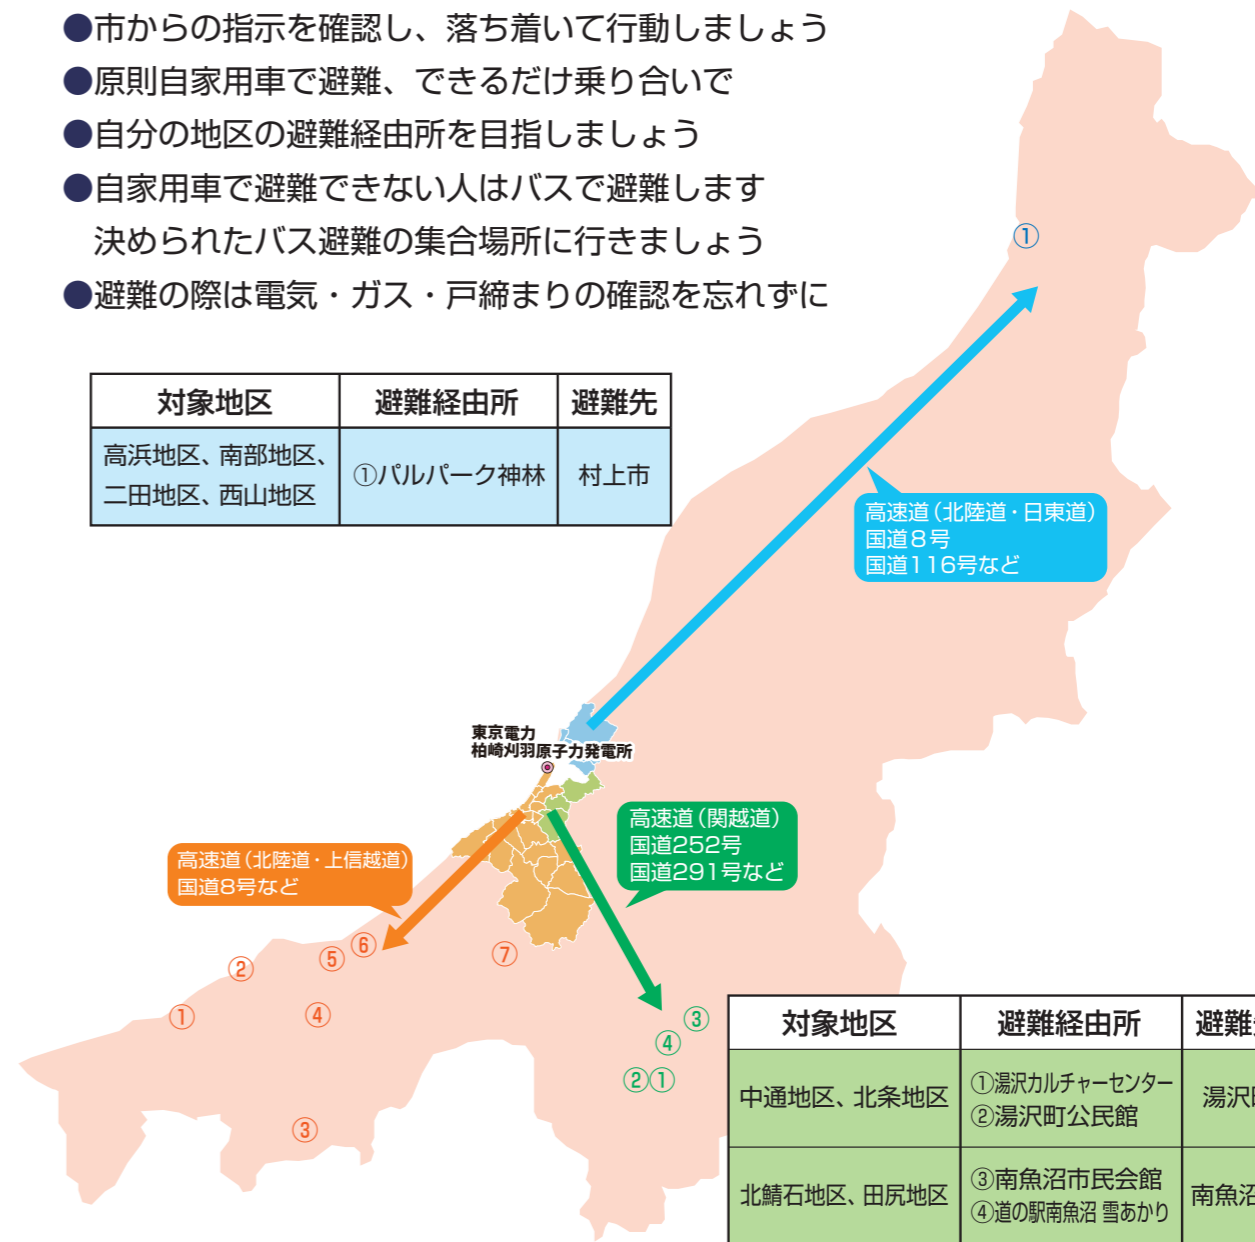 ●市からの指示を確認し、落ち着いて行動しましょう
●原則自家用車で避難、できるだけ乗り合いで
●自分の地区の避難経由所を目指しましょう
●自家用車で避難できない人はバスで避難します
決められたバス避難の集合場所に行きましょう
●避難の際は電気・ガス・戸締まりの確認を忘れずに
①
対象地区 避難経由所 避難先
高浜地区、南部地区、
二田地区、西山地区
①パルパーク神林 村上市
高速道(北陸道・日東道)
国道8号
国道116号など
東京電力
柏崎刈羽原子力発電所
高速道(関越道)
国道252号
国道291号など
高速道(北陸道・上信越道)
国道8号など
⑥
⑤
②
⑦
④
①
③
③
④
②①
対象地区 避難経由所 避難
中通地区、北条地区
①湯沢カルチャーセンター
②湯沢町公民館
湯沢
北鯖石地区、田尻地区
③南魚沼市民会館
④道の駅南魚沼 雪あかり
南魚沼